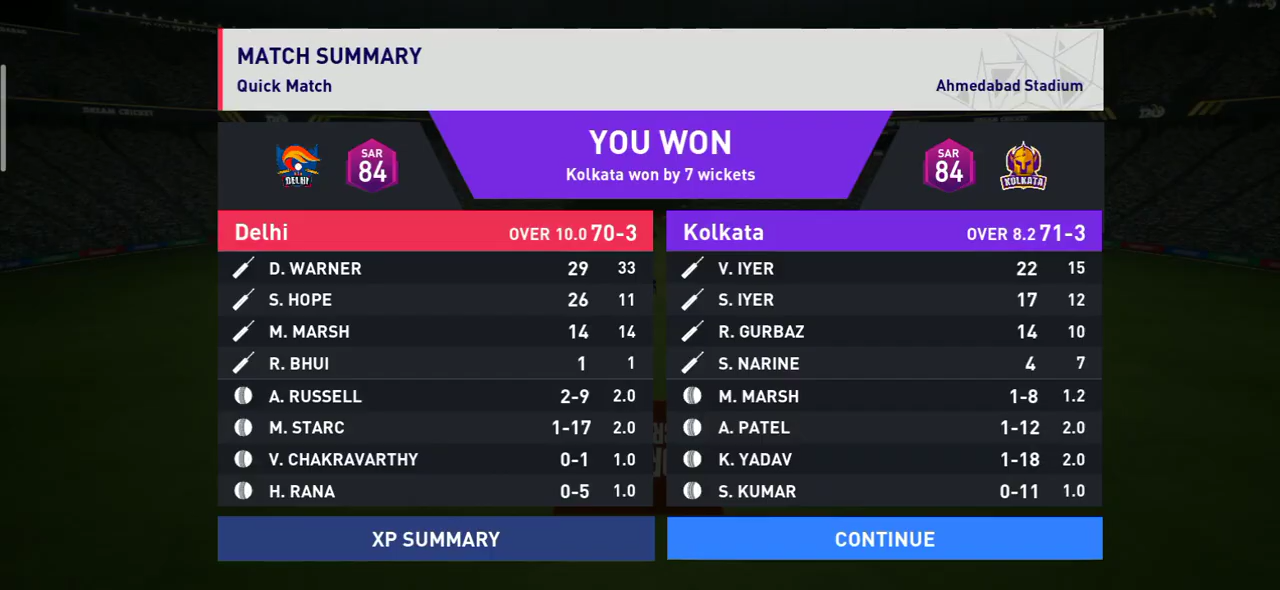 MATCH SUMMARY
Quick Match
Ahmedabad Stadium
DREAM CRICKET
YOU WON
Kolkata won by 7 wickets
DELHI
SAR
84
SAR
84
KOLKATA
Delhi OVER 10.0 70-3
D. WARNER 29 33
S. HOPE 26 11
M. MARSH 14 14
R. BHUI 1 1
A. RUSSELL 2-9 2.0
M. STARC 1-17 2.0
V. CHAKRAVARTHY 0-1 1.0
H. RANA 0-5 1.0
Kolkata OVER 8.2 71-3
V. IYER 22 15
S. IYER 17 12
R. GURBAZ 14 10
S. NARINE 4 7
M. MARSH 1-8 1.2
A. PATEL 1-12 2.0
K. YADAV 1-18 2.0
S. KUMAR 0-11 1.0
XP SUMMARY
CONTINUE